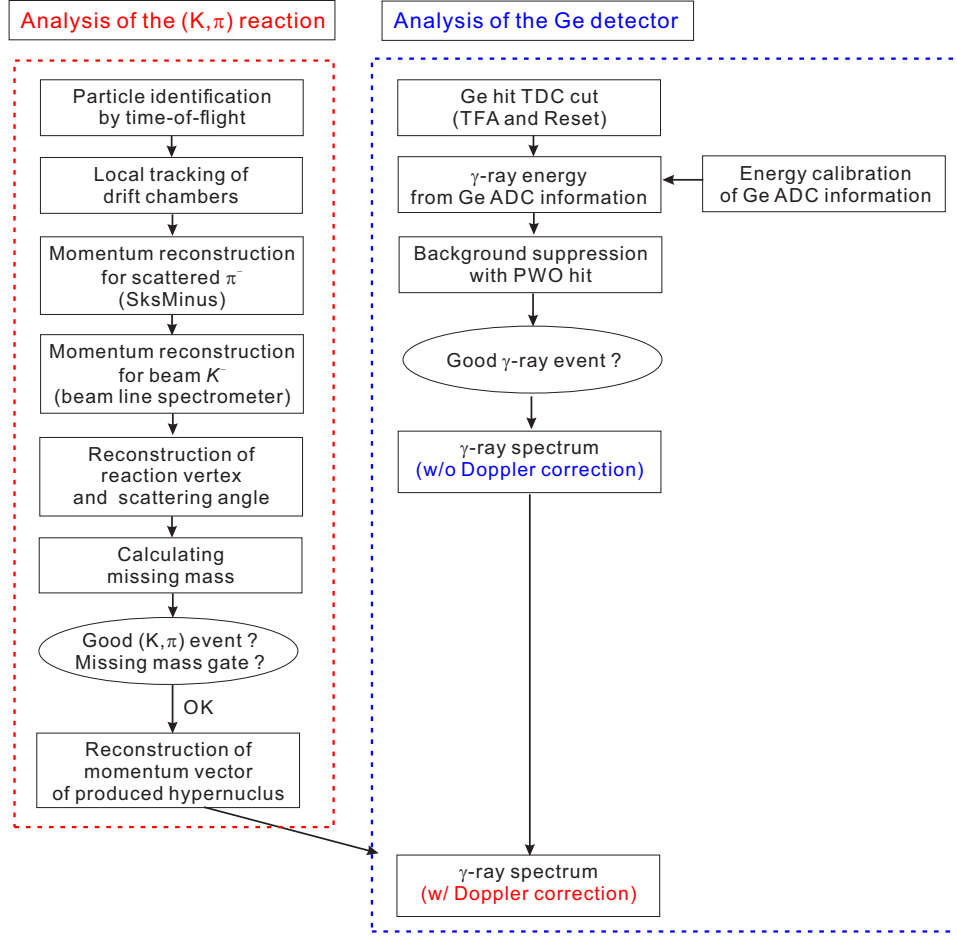 Analysis of the (K,π) reaction
Particle identification
by time-of-flight
Local tracking of
drift chambers
Momentum reconstruction
for scattered π⁻
(SksMinus)
Momentum reconstruction
for beam K⁻
(beam line spectrometer)
Reconstruction of
reaction vertex
and scattering angle
Calculating
missing mass
Good (K,π) event ?
Missing mass gate ?
OK
Reconstruction of
momentum vector
of produced hypernuclus
Analysis of the Ge detector
Ge hit TDC cut
(TFA and Reset)
γ-ray energy
from Ge ADC information
Energy calibration
of Ge ADC information
Background suppression
with PWO hit
Good γ-ray event ?
γ-ray spectrum
(w/o Doppler correction)
γ-ray spectrum
(w/ Doppler correction)